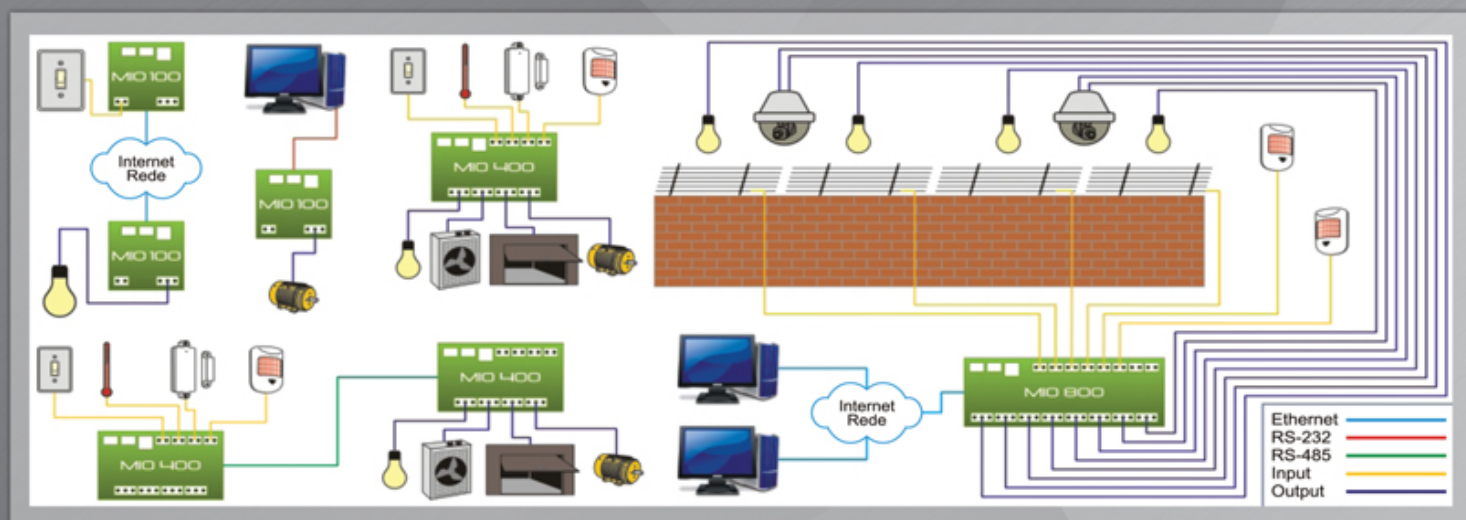 MIO 100
Internet
Rede
MIO 100
MIO 100
MIO 400
MIO 400
MIO 400
Internet
Rede
MIO 800
Ethernet
RS-232
RS-485
Input
Output